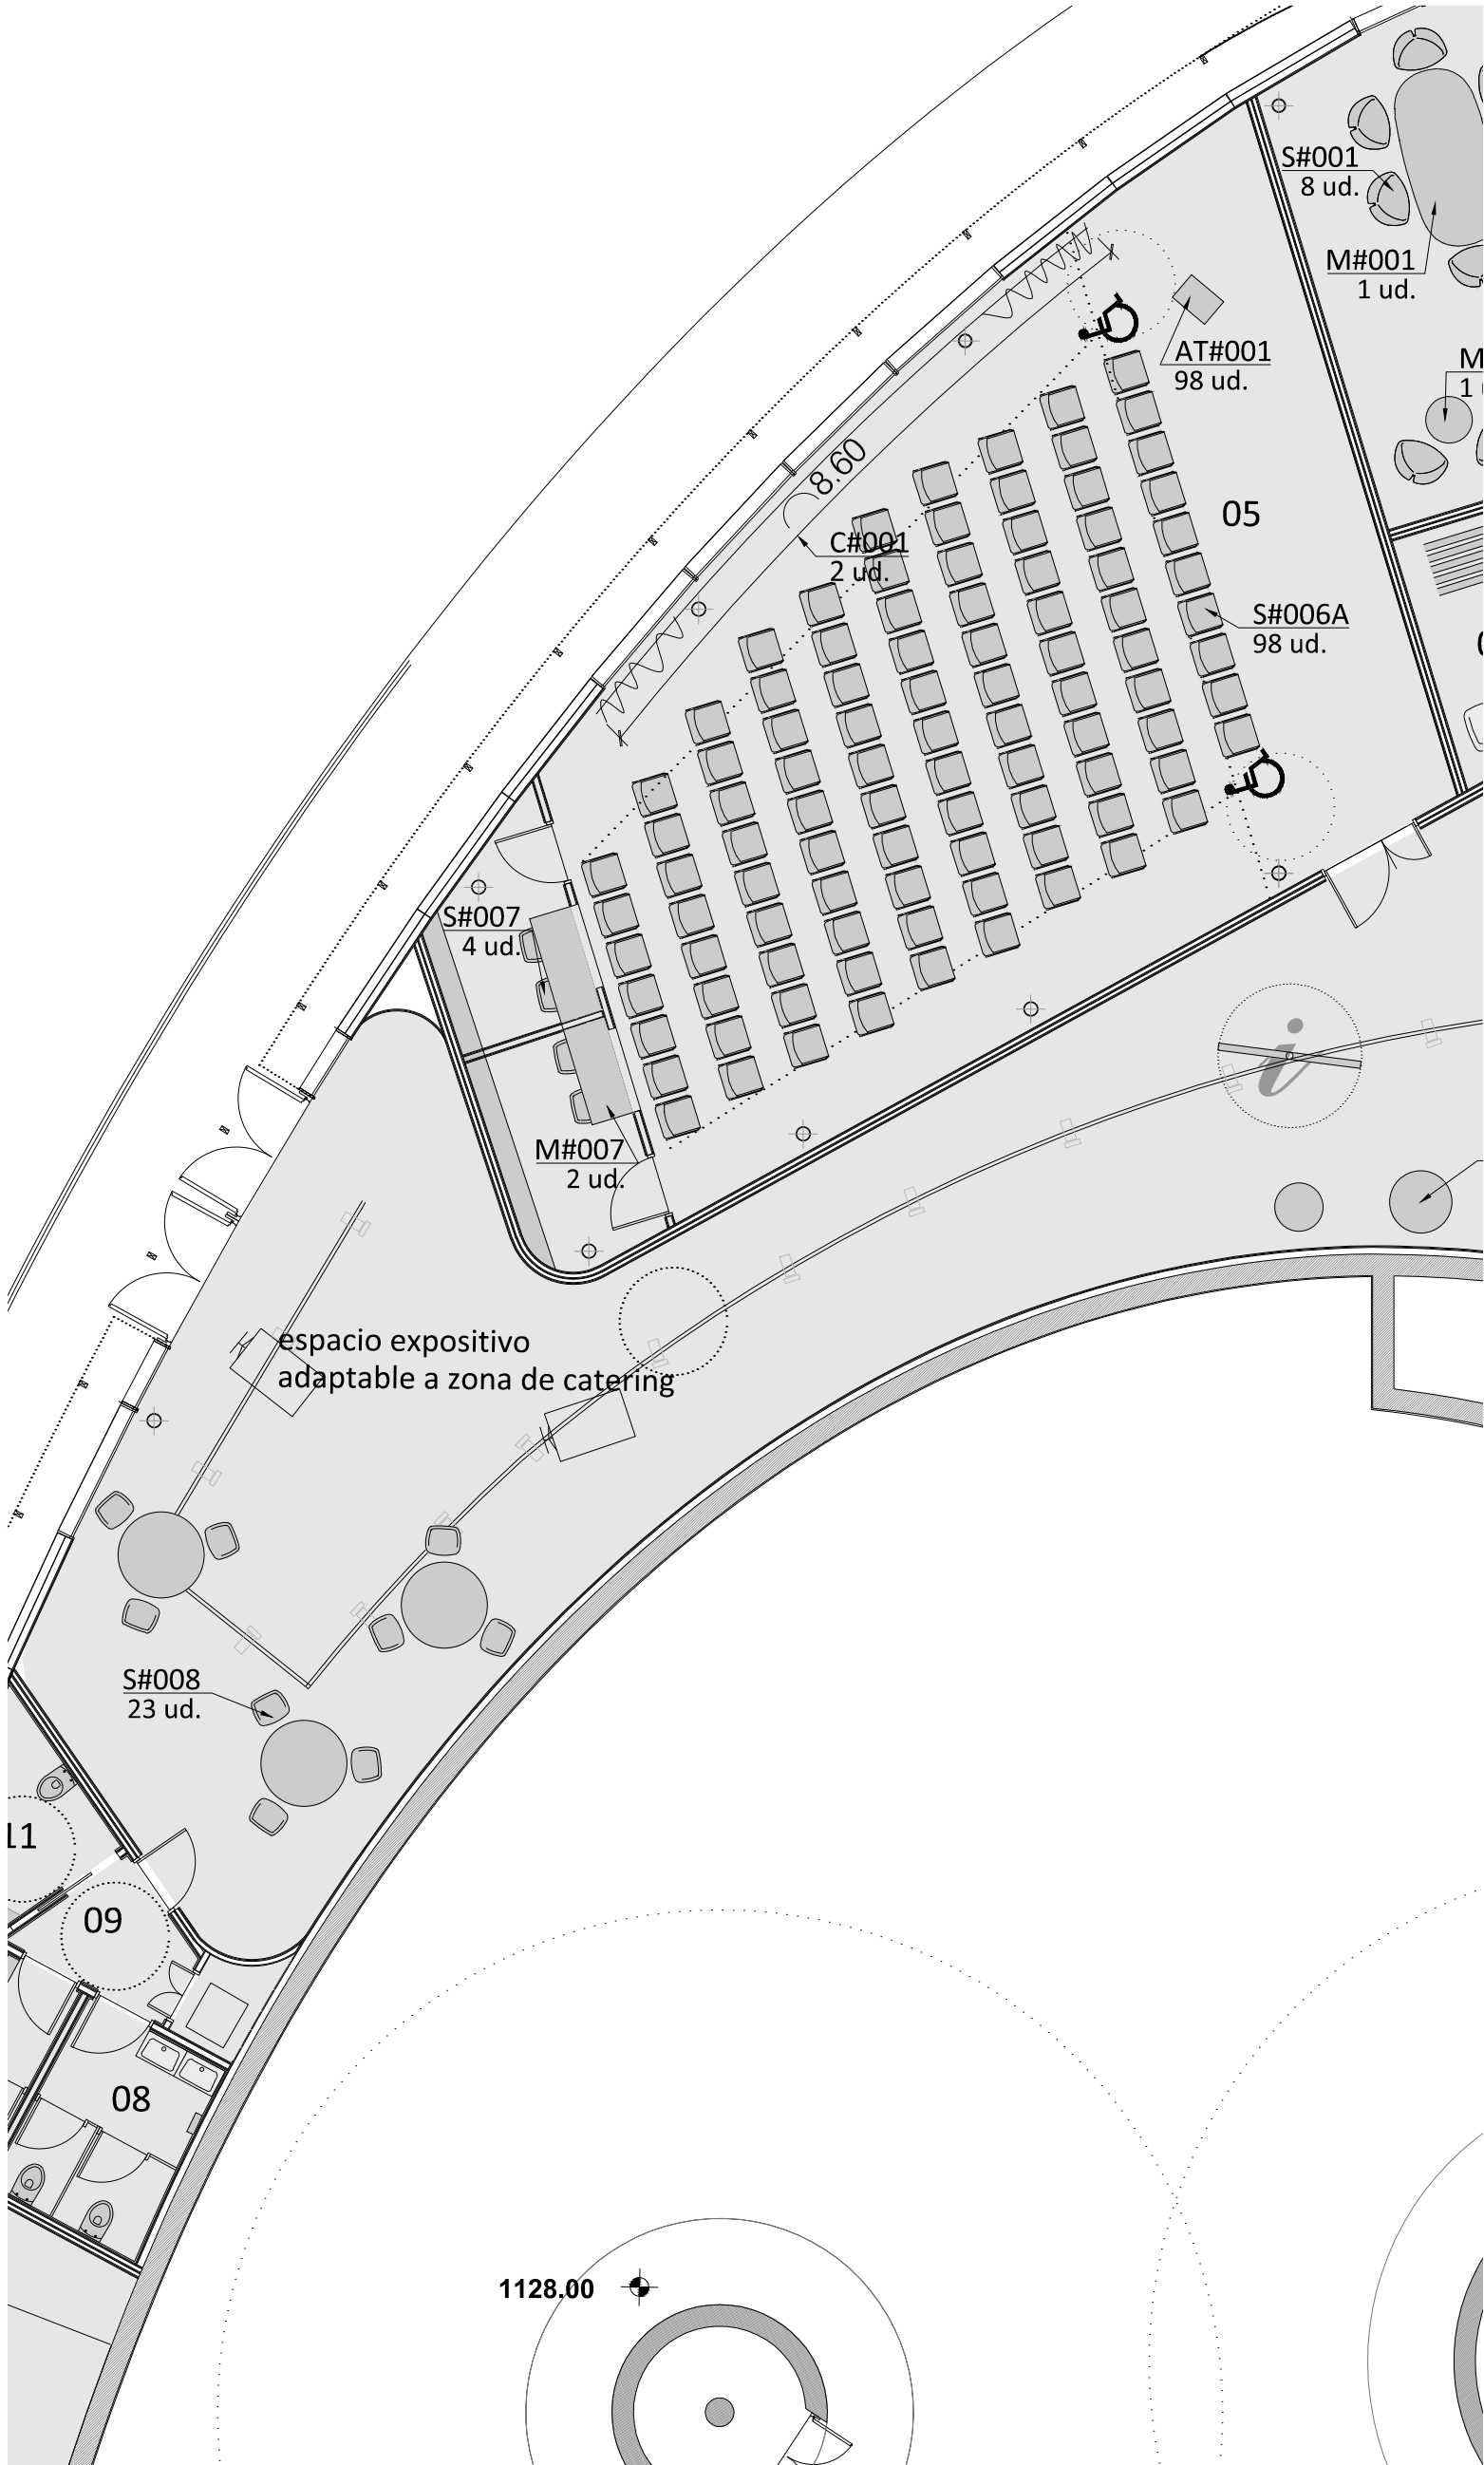 S#001
8 ud.
M#001
1 ud.
AT#001
98 ud.
M
1
8.60
05
C#001
2 ud.
S#006A
98 ud.
S#007
4 ud.
i
M#007
2 ud.
espacio expositivo
adaptable a zona de catering
S#008
23 ud.
11
09
08
1128.00